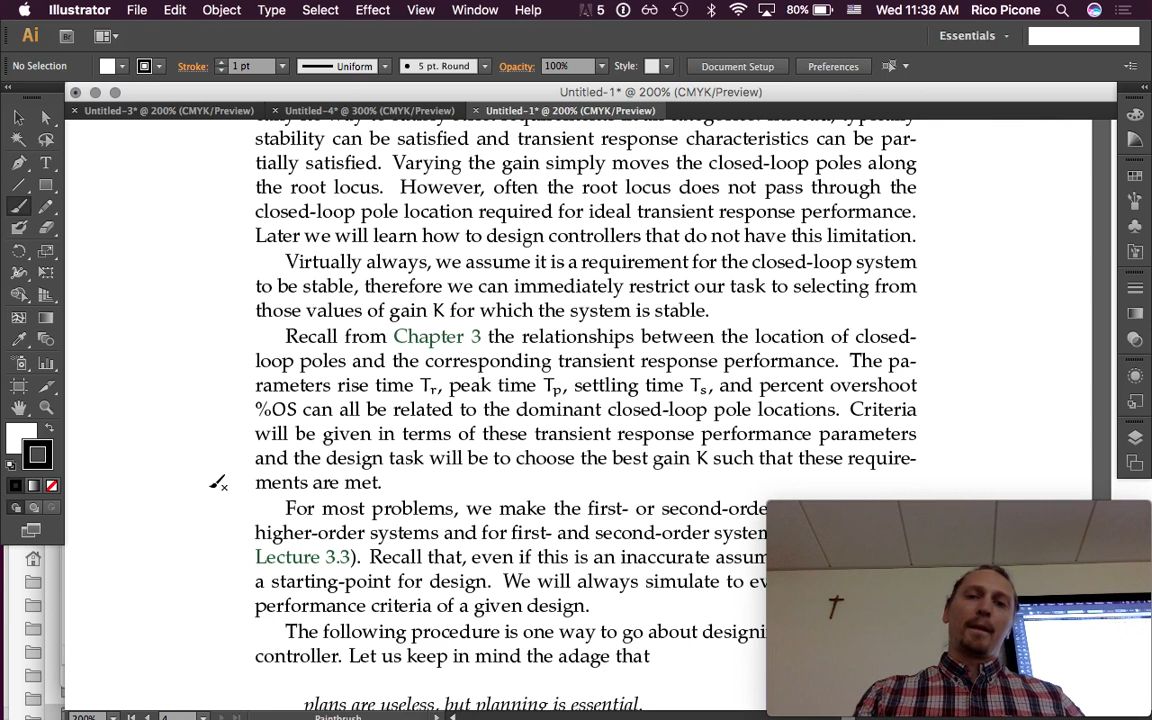 Illustrator File Edit Object Type Select Effect View Window Help 5 80% Wed 11:38 AM Rico Picone
Ai Br Essentials
No Selection Stroke: 1 pt Uniform 5 pt. Round Opacity: 100% Style: Document Setup Preferences
Untitled-1* @ 200% (CMYK/Preview)
Untitled-3* @ 200% (CMYK/Preview) Untitled-4* @ 300% (CMYK/Preview) Untitled-1* @ 200% (CMYK/Preview)
stability can be satisfied and transient response characteristics can be par-
tially satisfied. Varying the gain simply moves the closed-loop poles along
the root locus. However, often the root locus does not pass through the
closed-loop pole location required for ideal transient response performance.
Later we will learn how to design controllers that do not have this limitation.
Virtually always, we assume it is a requirement for the closed-loop system
to be stable, therefore we can immediately restrict our task to selecting from
those values of gain K for which the system is stable.
Recall from Chapter 3 the relationships between the location of closed-
loop poles and the corresponding transient response performance. The pa-
rameters rise time Tr, peak time Tp, settling time Ts, and percent overshoot
%OS can all be related to the dominant closed-loop pole locations. Criteria
will be given in terms of these transient response performance parameters
and the design task will be to choose the best gain K such that these require-
ments are met.
For most problems, we make the first- or second-orde
higher-order systems and for first- and second-order system
Lecture 3.3). Recall that, even if this is an inaccurate assum
a starting-point for design. We will always simulate to ev
performance criteria of a given design.
The following procedure is one way to go about designi
controller. Let us keep in mind the adage that
plans are useless, but planning is essential.
200% 4 Paintbrush